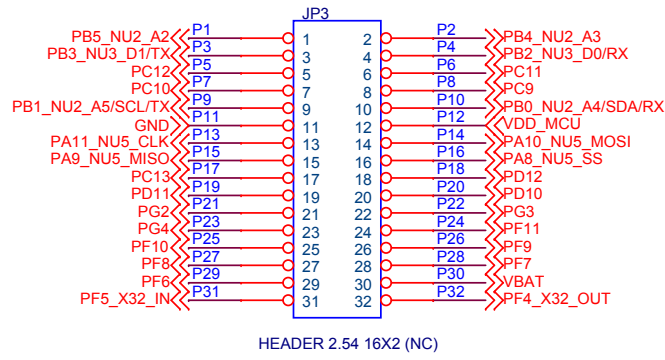 JP3
PB5_NU2_A2 P1 1 2 P2 PB4_NU2_A3
PB3_NU3_D1/TX P3 3 4 P4 PB2_NU3_D0/RX
PC12 P5 5 6 P6 PC11
PC10 P7 7 8 P8 PC9
PB1_NU2_A5/SCL/TX P9 9 10 P10 PB0_NU2_A4/SDA/RX
GND P11 11 12 P12 VDD_MCU
PA11_NU5_CLK P13 13 14 P14 PA10_NU5_MOSI
PA9_NU5_MISO P15 15 16 P16 PA8_NU5_SS
PC13 P17 17 18 P18 PD12
PD11 P19 19 20 P20 PD10
PG2 P21 21 22 P22 PG3
PG4 P23 23 24 P24 PF11
PF10 P25 25 26 P26 PF9
PF8 P27 27 28 P28 PF7
PF6 P29 29 30 P30 VBAT
PF5_X32_IN P31 31 32 P32 PF4_X32_OUT
HEADER 2.54 16X2 (NC)